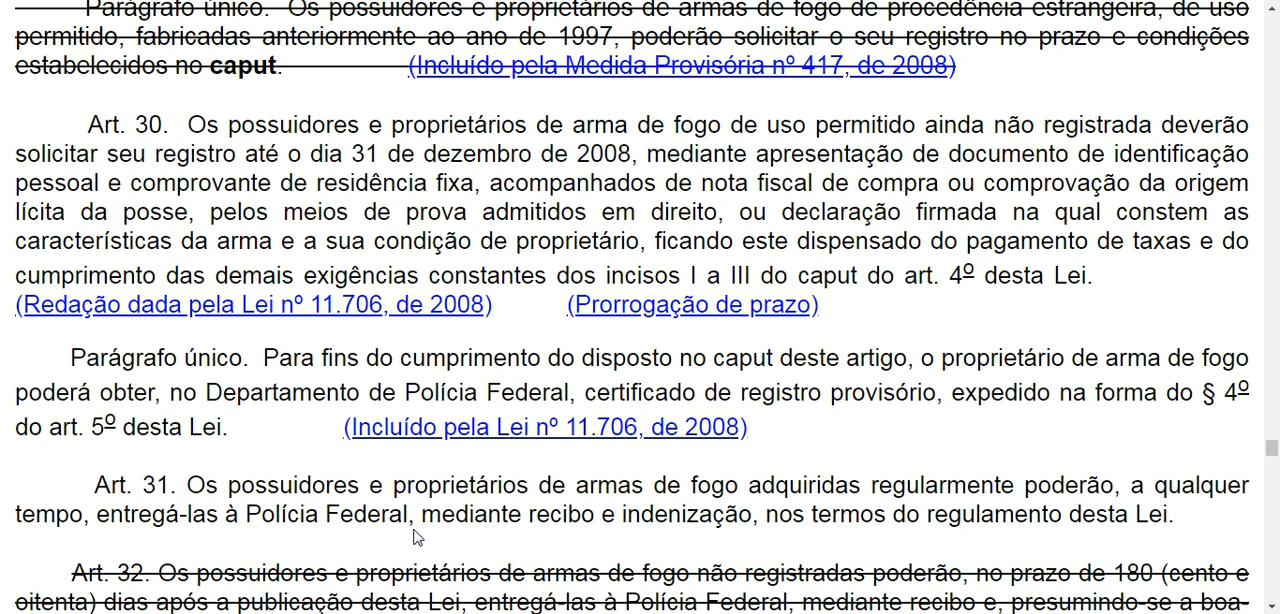 Parágrafo único. Os possuidores e proprietários de armas de fogo de procedência estrangeira, de uso
permitido, fabricadas anteriormente ao ano de 1997, poderão solicitar o seu registro no prazo e condições
estabelecidos no caput. (Incluído pela Medida Provisória nº 417, de 2008)
Art. 30. Os possuidores e proprietários de arma de fogo de uso permitido ainda não registrada deverão
solicitar seu registro até o dia 31 de dezembro de 2008, mediante apresentação de documento de identificação
pessoal e comprovante de residência fixa, acompanhados de nota fiscal de compra ou comprovação da origem
lícita da posse, pelos meios de prova admitidos em direito, ou declaração firmada na qual constem as
características da arma e a sua condição de proprietário, ficando este dispensado do pagamento de taxas e do
cumprimento das demais exigências constantes dos incisos I a III do caput do art. 4º desta Lei.
(Redação dada pela Lei nº 11.706, de 2008) (Prorrogação de prazo)
Parágrafo único. Para fins do cumprimento do disposto no caput deste artigo, o proprietário de arma de fogo
poderá obter, no Departamento de Polícia Federal, certificado de registro provisório, expedido na forma do § 4º
do art. 5º desta Lei. (Incluído pela Lei nº 11.706, de 2008)
Art. 31. Os possuidores e proprietários de armas de fogo adquiridas regularmente poderão, a qualquer
tempo, entregá-las à Polícia Federal, mediante recibo e indenização, nos termos do regulamento desta Lei.
Art. 32. Os possuidores e proprietários de armas de fogo não registradas poderão, no prazo de 180 (cento e
oitenta) dias após a publicação desta Lei, entregá-las à Polícia Federal, mediante recibo e, presumindo-se a boa-